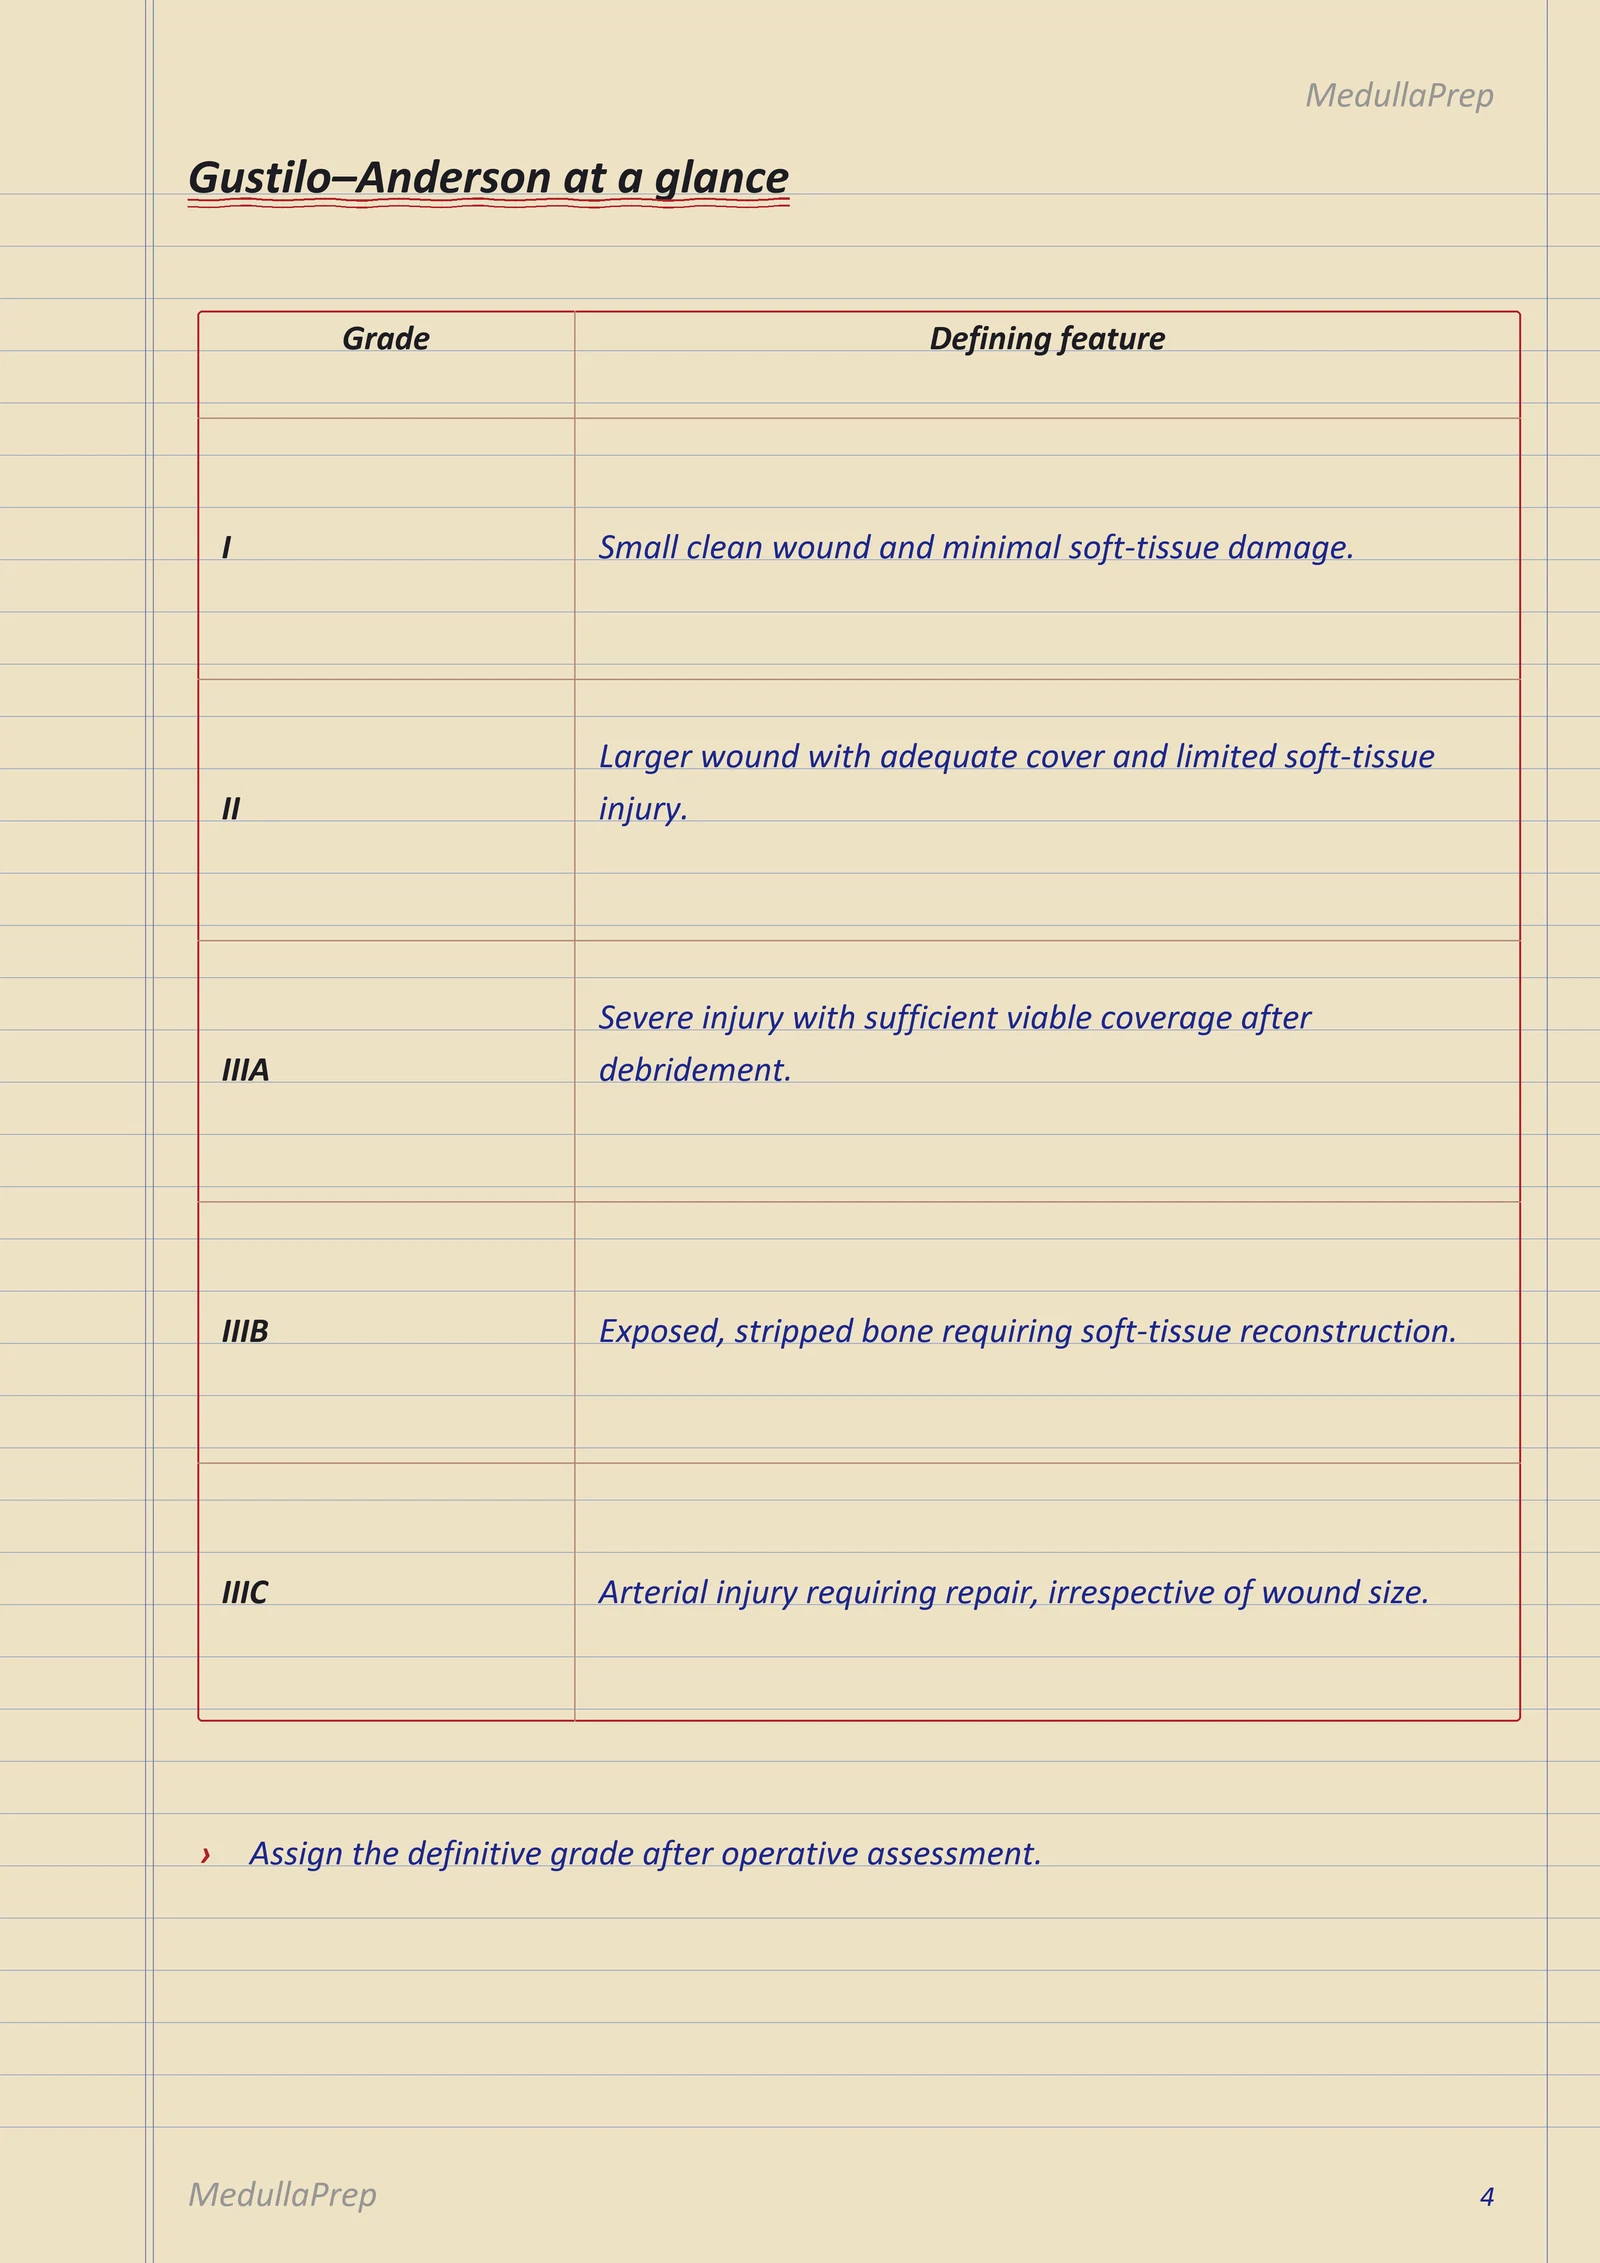 MedullaPrep
Gustilo–Anderson at a glance
Grade Defining feature
I Small clean wound and minimal soft-tissue damage.
Larger wound with adequate cover and limited soft-tissue
II injury.
Severe injury with sufficient viable coverage after
IIIA debridement.
IIIB Exposed, stripped bone requiring soft-tissue reconstruction.
IIIC Arterial injury requiring repair, irrespective of wound size.
› Assign the definitive grade after operative assessment.
MedullaPrep 4